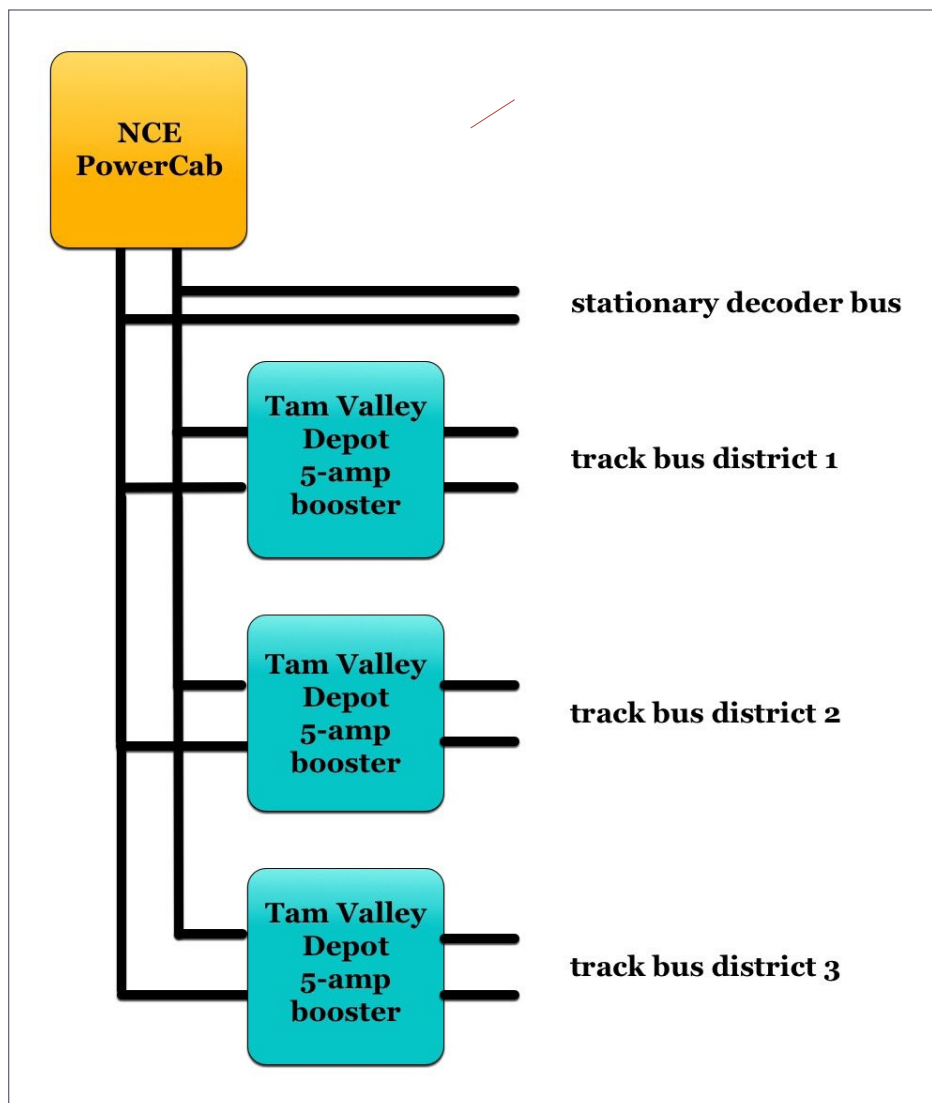 NCE
PowerCab
stationary decoder bus
Tam Valley
Depot
5-amp
booster
track bus district 1
Tam Valley
Depot
5-amp
booster
track bus district 2
Tam Valley
Depot
5-amp
booster
track bus district 3